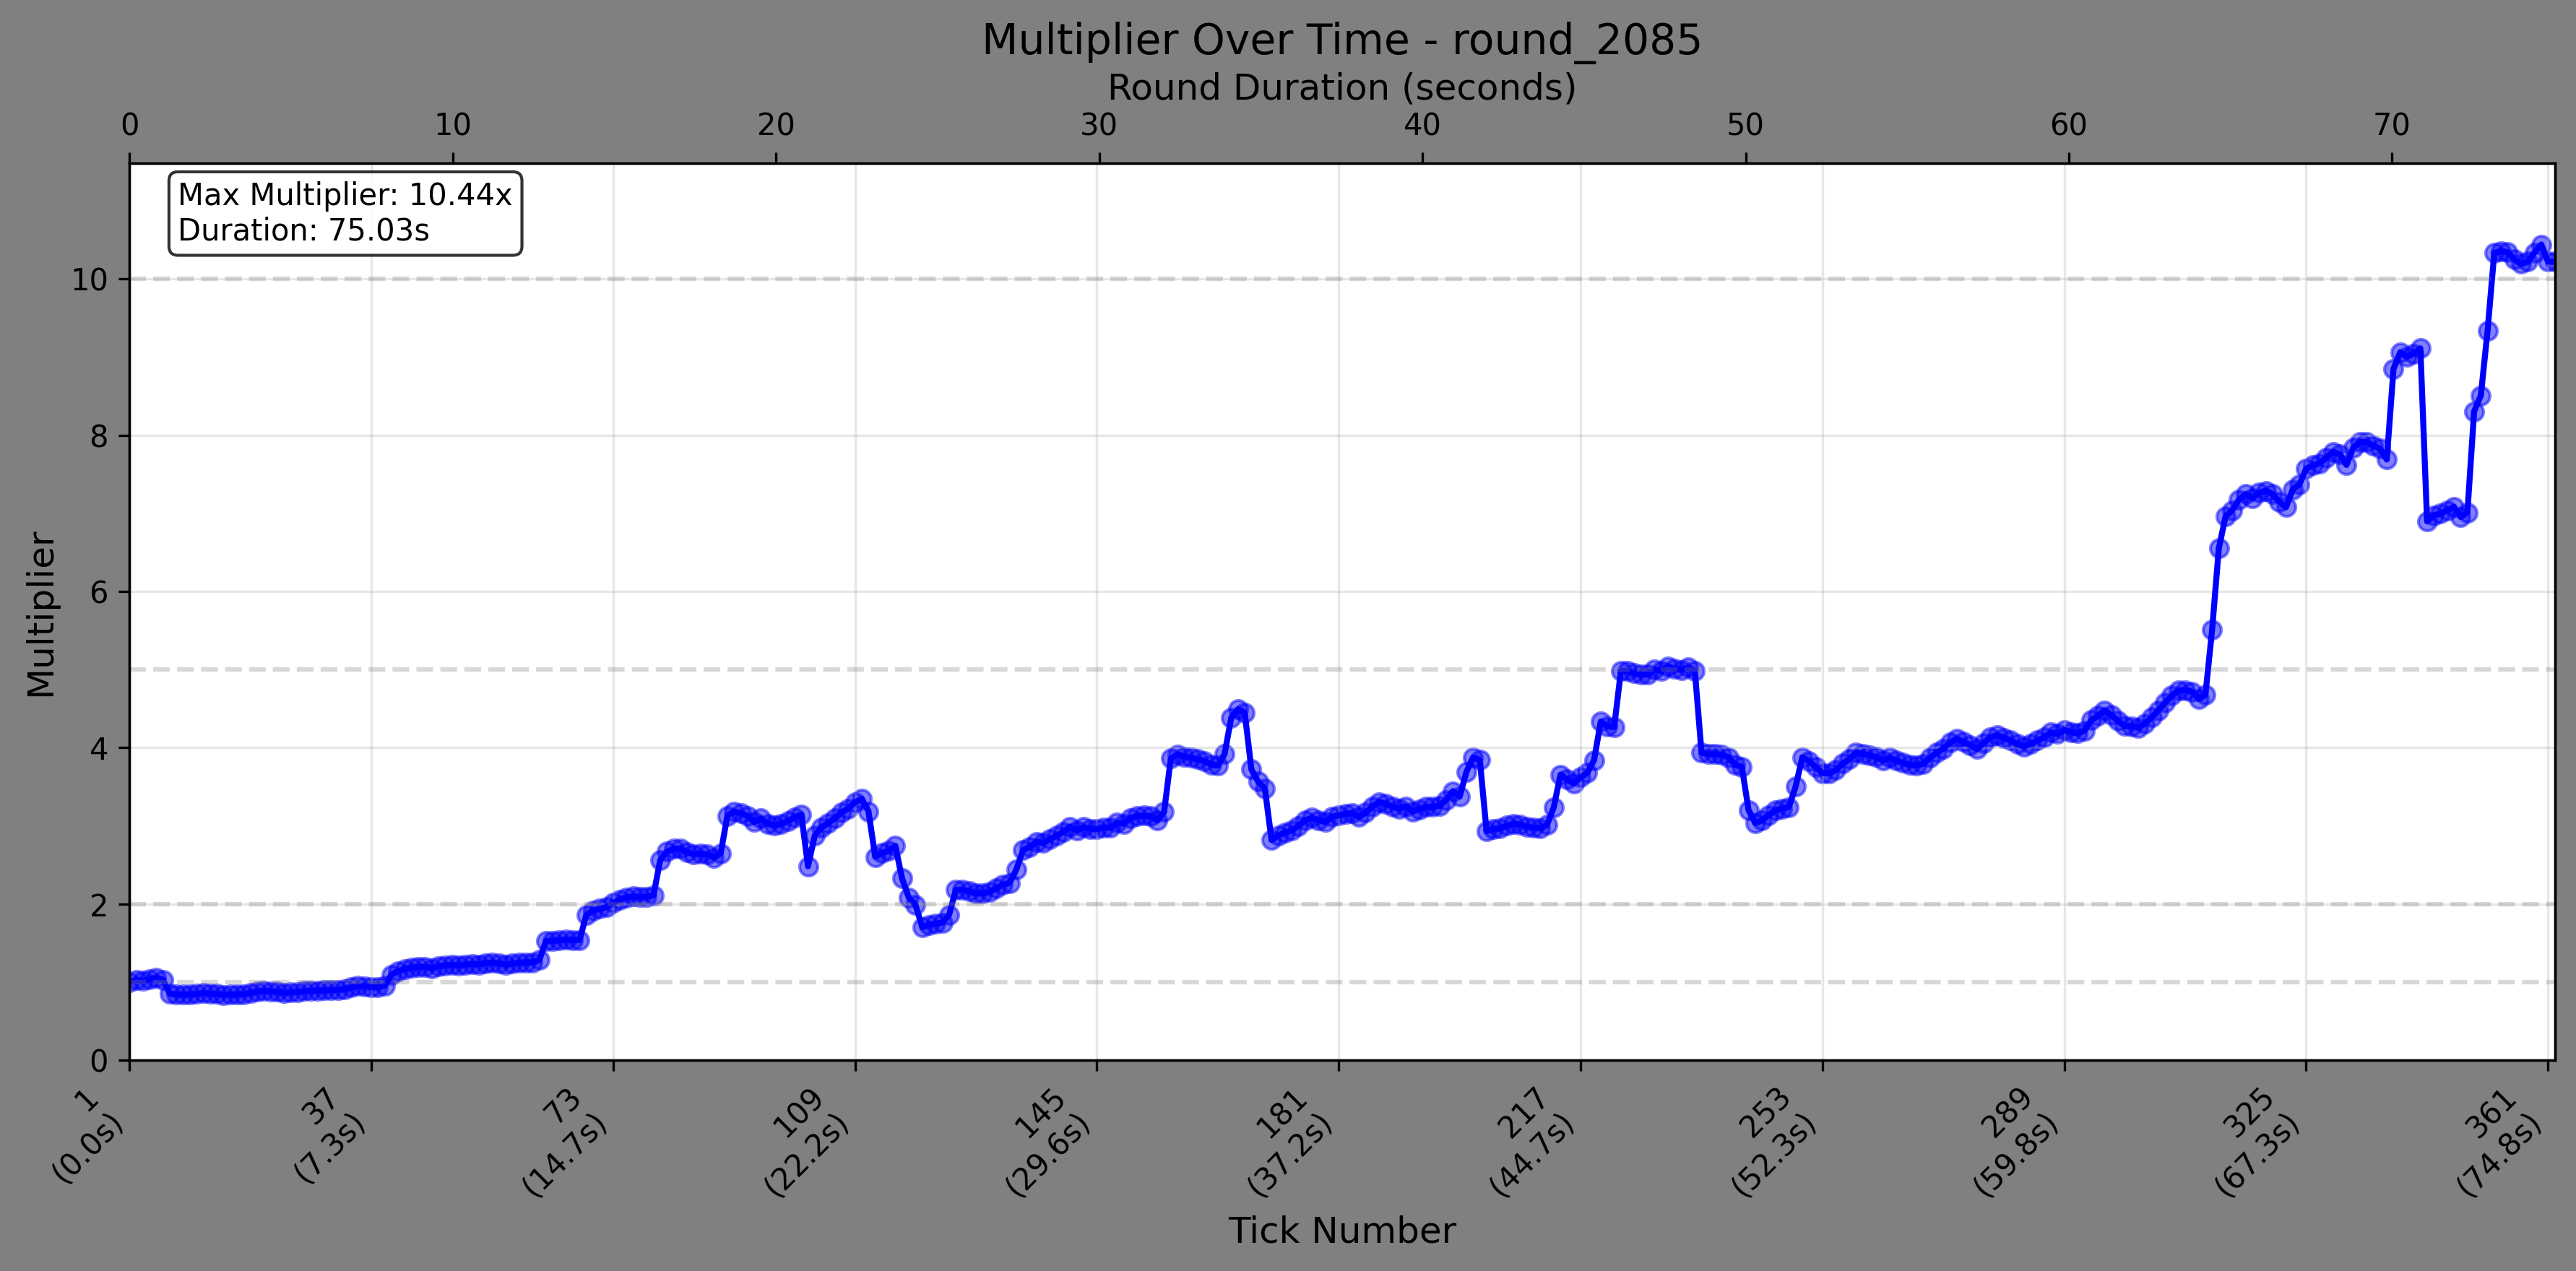 Multiplier Over Time - round_2085
Round Duration (seconds)
0 10 20 30 40 50 60 70
Max Multiplier: 10.44x
Duration: 75.03s
Multiplier
10
8
6
4
2
0
1
(0.0s)
37
(7.3s)
73
(14.7s)
109
(22.2s)
145
(29.6s)
181
(37.2s)
217
(44.7s)
253
(52.3s)
289
(59.8s)
325
(67.3s)
361
(74.8s)
Tick Number